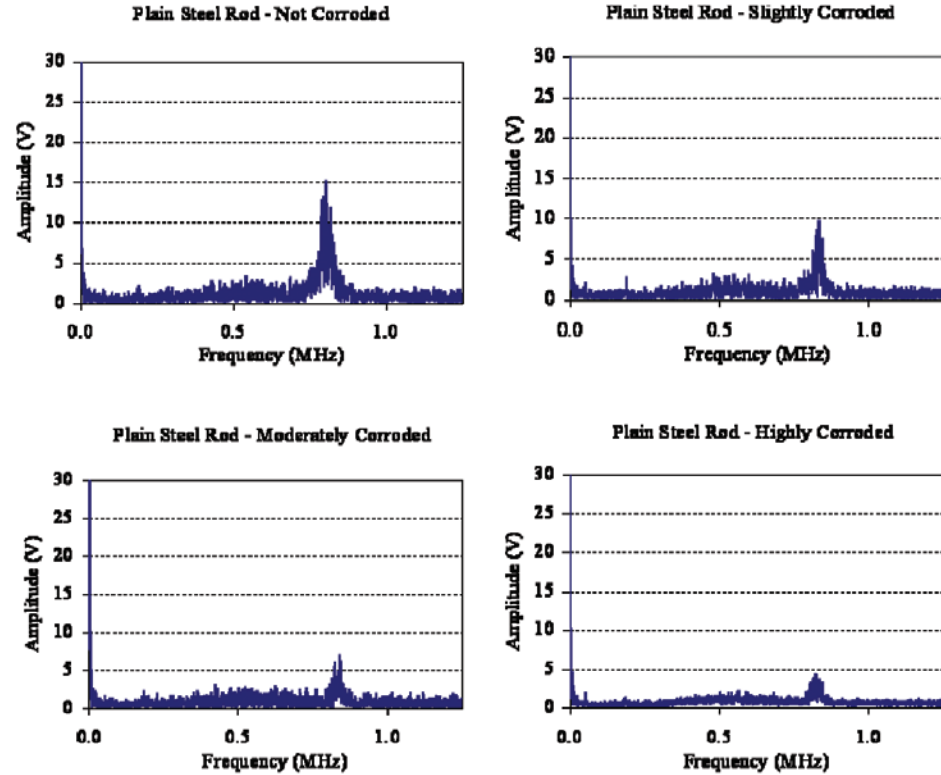 Plain Steel Rod - Not Corroded
30
25
20
15
10
5
0
Amplitude (V)
0.0 0.5 1.0
Frequency (MHz)
Plain Steel Rod - Slightly Corroded
30
25
20
15
10
5
0
Amplitude (V)
0.0 0.5 1.0
Frequency (MHz)
Plain Steel Rod - Moderately Corroded
30
25
20
15
10
5
0
Amplitude (V)
0.0 0.5 1.0
Frequency (MHz)
Plain Steel Rod - Highly Corroded
30
25
20
15
10
5
0
Amplitude (V)
0.0 0.5 1.0
Frequency (MHz)